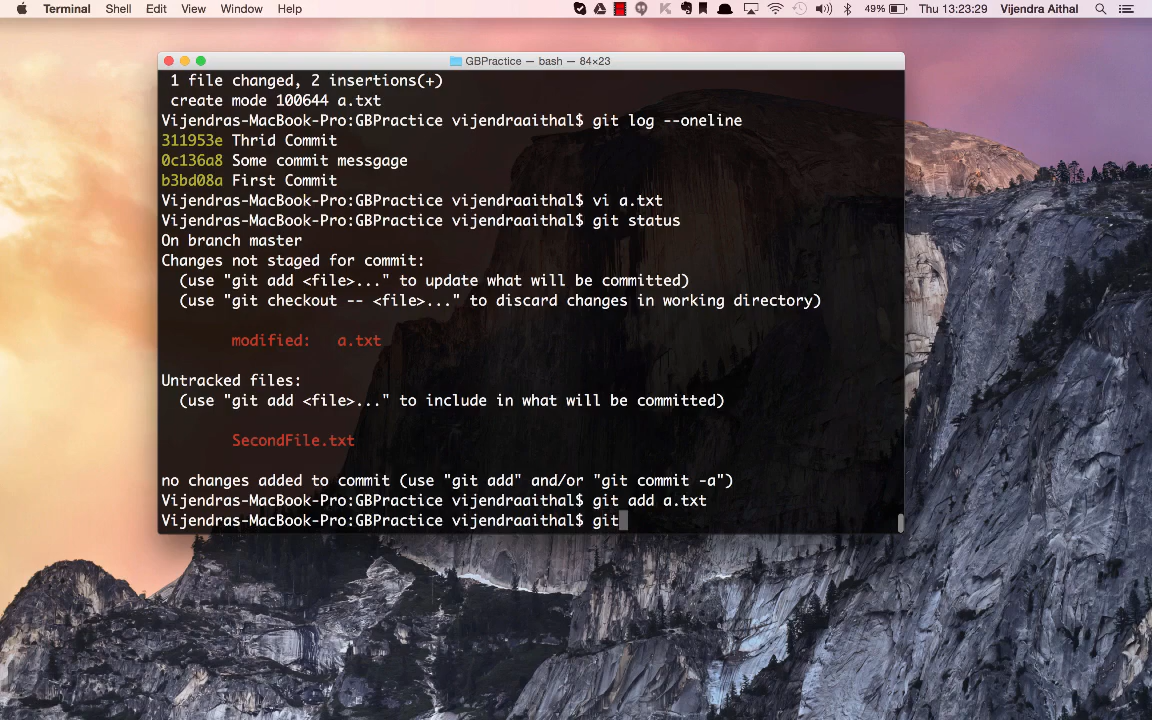 Terminal Shell Edit View Window Help 49% Thu 13:23:29 Vijendra Aithal
GBPractice — bash — 84×23
1 file changed, 2 insertions(+)
create mode 100644 a.txt
Vijendras-MacBook-Pro:GBPractice vijendraaithal$ git log --oneline
311953e Thrid Commit
0c136a8 Some commit messgage
b3bd08a First Commit
Vijendras-MacBook-Pro:GBPractice vijendraaithal$ vi a.txt
Vijendras-MacBook-Pro:GBPractice vijendraaithal$ git status
On branch master
Changes not staged for commit:
(use "git add <file>..." to update what will be committed)
(use "git checkout -- <file>..." to discard changes in working directory)
modified: a.txt
Untracked files:
(use "git add <file>..." to include in what will be committed)
SecondFile.txt
no changes added to commit (use "git add" and/or "git commit -a")
Vijendras-MacBook-Pro:GBPractice vijendraaithal$ git add a.txt
Vijendras-MacBook-Pro:GBPractice vijendraaithal$ git